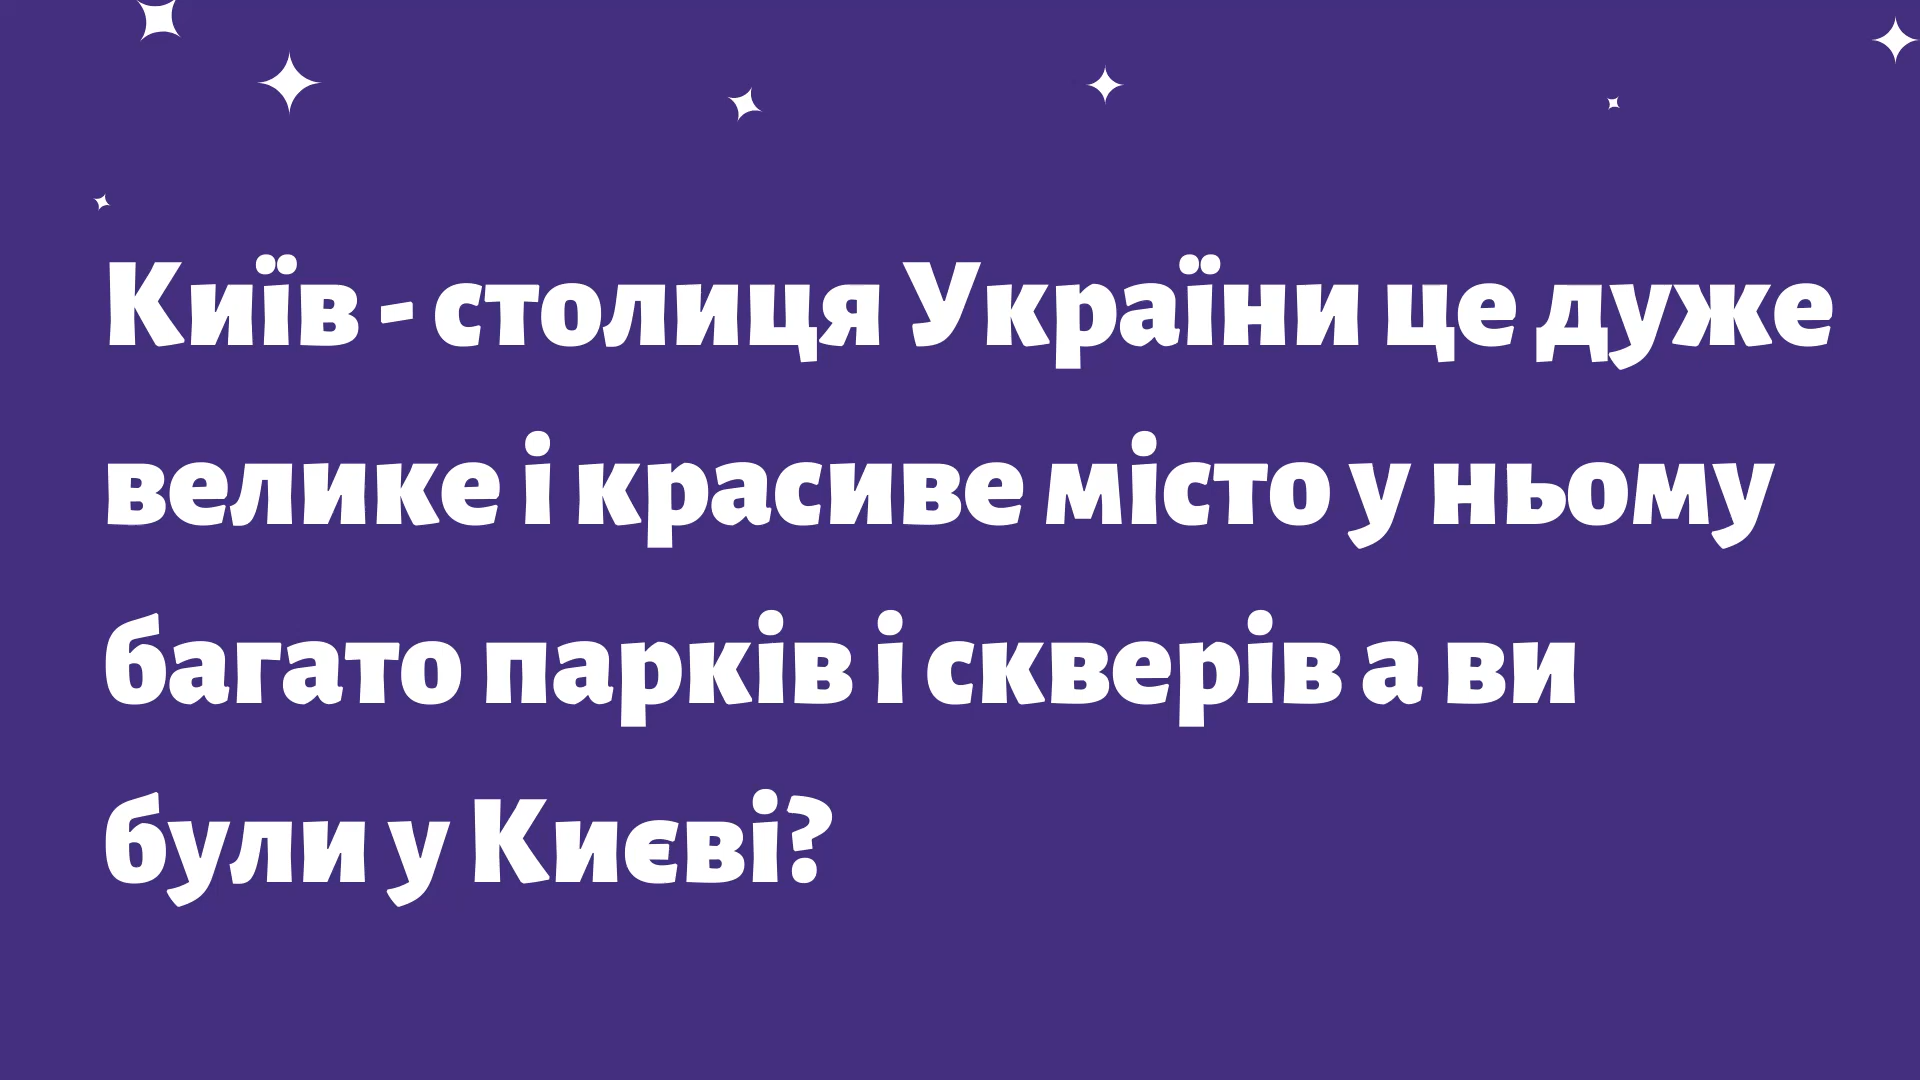 Київ - столиця України це дуже
велике і красиве місто у ньому
багато парків і скверів а ви
були у Києві?